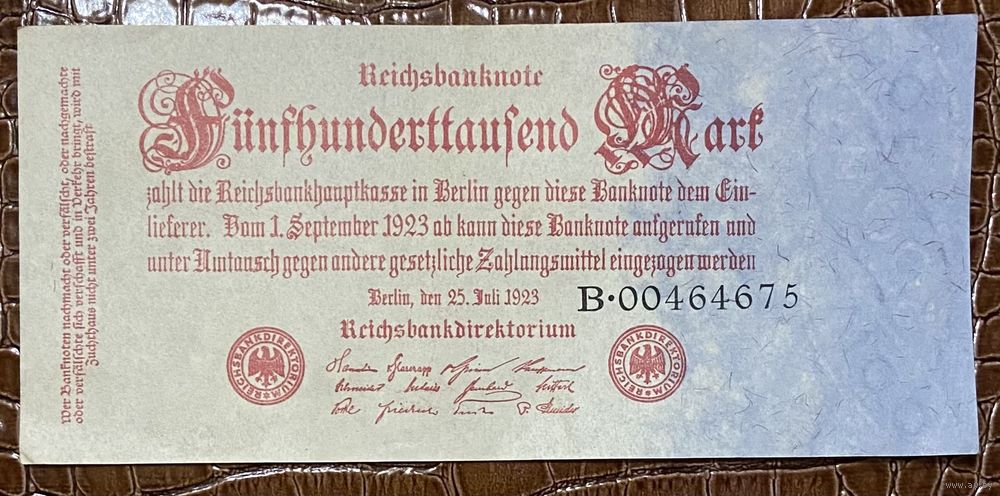 Reichsbanknote
Fünfhunderttausend Mark
zahlt die Reichsbankhauptkasse in Berlin gegen diese Banknote dem Ein-
lieferer. Vom 1. September 1923 ab kann diese Banknote aufgerufen und
unter Umtausch gegen andere gesetzliche Zahlungsmittel eingezogen werden
Berlin, den 25. Juli 1923
B·00464675
Reichsbankdirektorium
REICHSBANKDIREKTORIUM
REICHSBANKDIREKTORIUM
Wer Banknoten nachmacht oder verfälscht, oder nachgemachte
oder verfälschte sich verschafft und in Verkehr bringt, wird mit
Zuchthaus nicht unter zwei Jahren bestraft